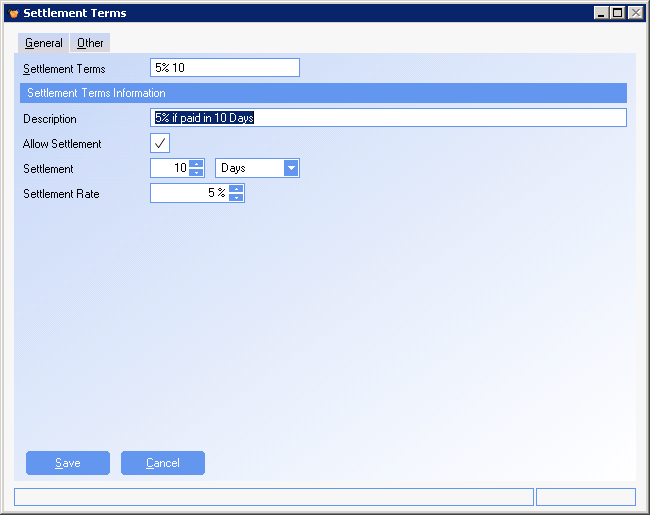 Settlement Terms
General Other
Settlement Terms 5% 10
Settlement Terms Information
Description 5% if paid in 10 Days
Allow Settlement
Settlement 10 Days
Settlement Rate 5 %
Save Cancel